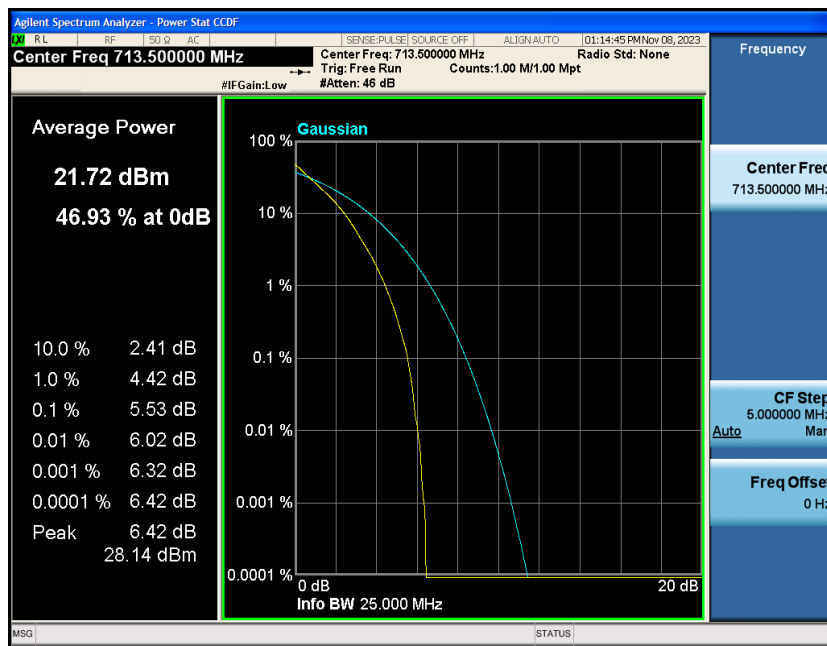 Agilent Spectrum Analyzer - Power Stat CCDF
LXI RL RF 50 Ω AC SENSE:PULSE SOURCE OFF ALIGN AUTO 01:14:45 PM Nov 08, 2023
Center Freq 713.500000 MHz
Center Freq: 713.500000 MHz Radio Std: None
Trig: Free Run Counts:1.00 M/1.00 Mpt
#IFGain:Low #Atten: 46 dB
Frequency
Average Power
21.72 dBm
46.93 % at 0dB
10.0 % 2.41 dB
1.0 % 4.42 dB
0.1 % 5.53 dB
0.01 % 6.02 dB
0.001 % 6.32 dB
0.0001 % 6.42 dB
Peak 6.42 dB
28.14 dBm
Gaussian
100 %
10 %
1 %
0.1 %
0.01 %
0.001 %
0.0001 %
0 dB 20 dB
Info BW 25.000 MHz
Center Freq
713.500000 MHz
CF Step
5.000000 MHz
Auto Man
Freq Offset
0 Hz
MSG STATUS